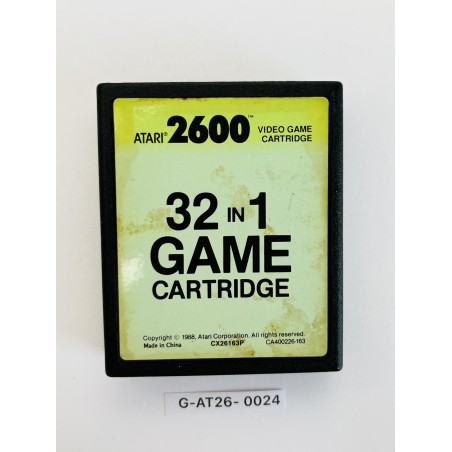 ATARI® 2600™ VIDEO GAME
CARTRIDGE
32 IN 1
GAME
CARTRIDGE
Copyright © 1988, Atari Corporation. All rights reserved.
Made in China CX26163P CA400226-163
G-AT26- 0024